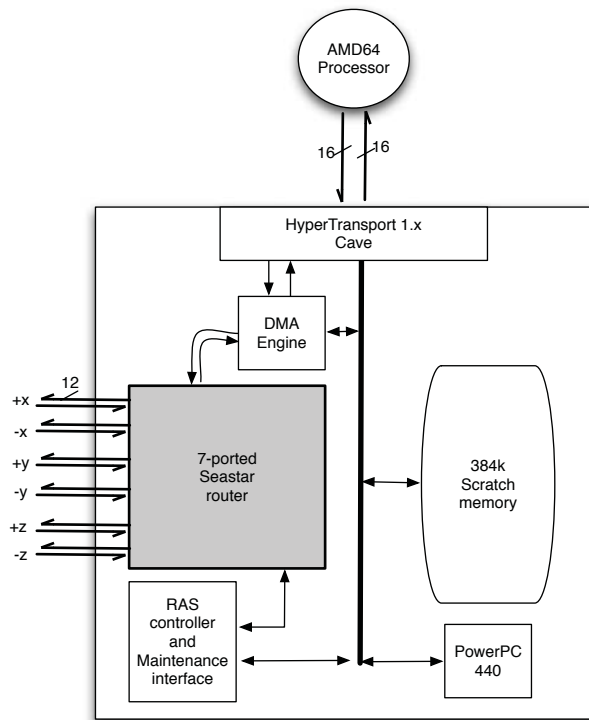 AMD64
Processor
16
16
HyperTransport 1.x
Cave
DMA
Engine
12
+x
-x
+y
-y
+z
-z
7-ported
Seastar
router
384k
Scratch
memory
RAS
controller
and
Maintenance
interface
PowerPC
440